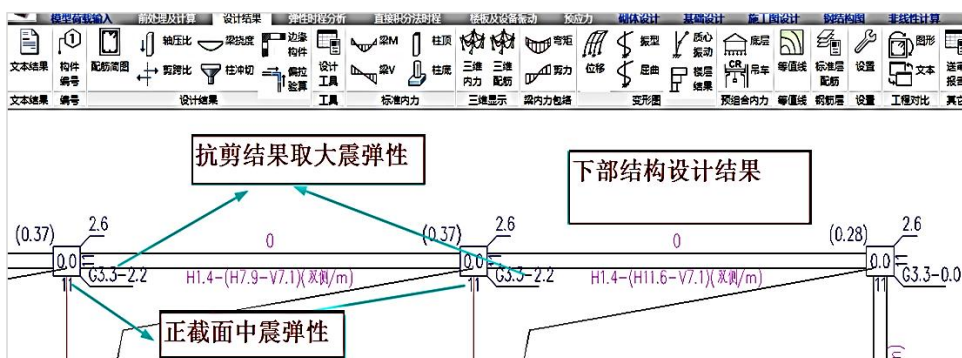 模型荷载输入 前处理及计算 设计结果 弹性时程分析 直接积分法时程 楼板及设备振动 预应力 砌体设计 基础设计 施工图设计 钢结构图 非线性计算
轴压比 梁挠度 边缘构件 梁M 柱顶 弯矩 振型 质心振动 底层 图形
文本结果 构件编号 配筋简图 剪跨比 柱冲切 偏拉验算 设计工具 梁V 柱底 三维内力 三维配筋 剪力 位移 屈曲 楼层结果 吊车 等值线 标准层配筋 设置 文本
文本结果 编号 设计结果 工具 标准内力 三维显示 梁内力包络 变形图 预组合内力 等值线 钢筋层 设置 工程对比
抗剪结果取大震弹性
下部结构设计结果
(0.37) 2.6 0 (0.37) 2.6 0 (0.28) 2.6
0.0 G3.3-2.2 0.0 G3.3-2.2 0.0 G3.3-0.0
H1.4-(H7.9-V7.1)(双侧/m) H1.4-(H11.6-V7.1)(双侧/m)
11 11 11
正截面中震弹性